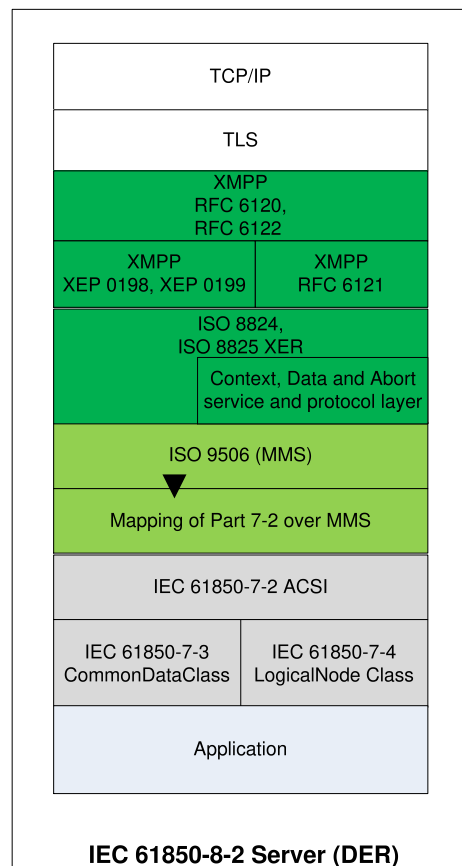 TCP/IP
TLS
XMPP
RFC 6120,
RFC 6122
XMPP
XEP 0198, XEP 0199
XMPP
RFC 6121
ISO 8824,
ISO 8825 XER
Context, Data and Abort
service and protocol layer
ISO 9506 (MMS)
Mapping of Part 7-2 over MMS
IEC 61850-7-2 ACSI
IEC 61850-7-3
CommonDataClass
IEC 61850-7-4
LogicalNode Class
Application
IEC 61850-8-2 Server (DER)